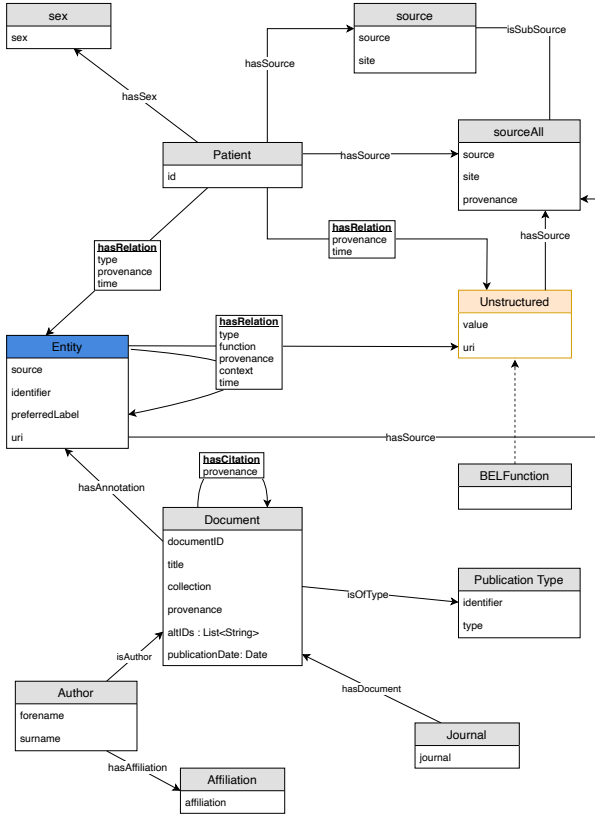 sex
sex
source
source
site
isSubSource
hasSource
hasSex
sourceAll
source
site
provenance
Patient
id
hasSource
hasRelation
provenance
time
hasSource
hasRelation
type
provenance
time
Unstructured
value
uri
hasRelation
type
function
provenance
context
time
Entity
source
identifier
preferredLabel
uri
hasSource
hasCitation
provenance
BELFunction
hasAnnotation
Document
documentID
title
collection
provenance
altIDs : List<String>
publicationDate: Date
isOfType
Publication Type
identifier
type
isAuthor
Author
forename
surname
hasDocument
Journal
journal
hasAffiliation
Affiliation
affiliation